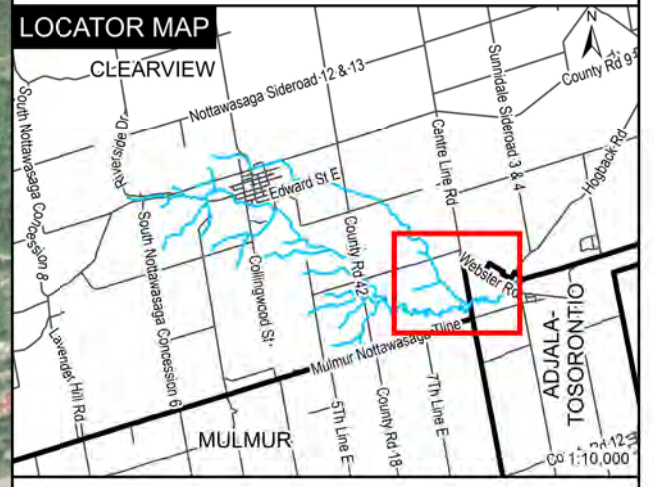 LOCATOR MAP
N
CLEARVIEW
County Rd 9
Nottawasaga Sideroad 12 & 13
Sunnidale Sideroad 3 & 4
South Nottawasaga Concession 8
Riverside Dr
Centre Line Rd
Hogback Rd
Edward St E
South Nottawasaga Concession 6
Collingwood St
County Rd 42
Webster Rd
Lavender Hill Rd
Mulmur Nottawasaga Tline
ADJALA-
TOSORONTIO
5Th Line E
County Rd 18
7Th Line E
MULMUR
1:10,000